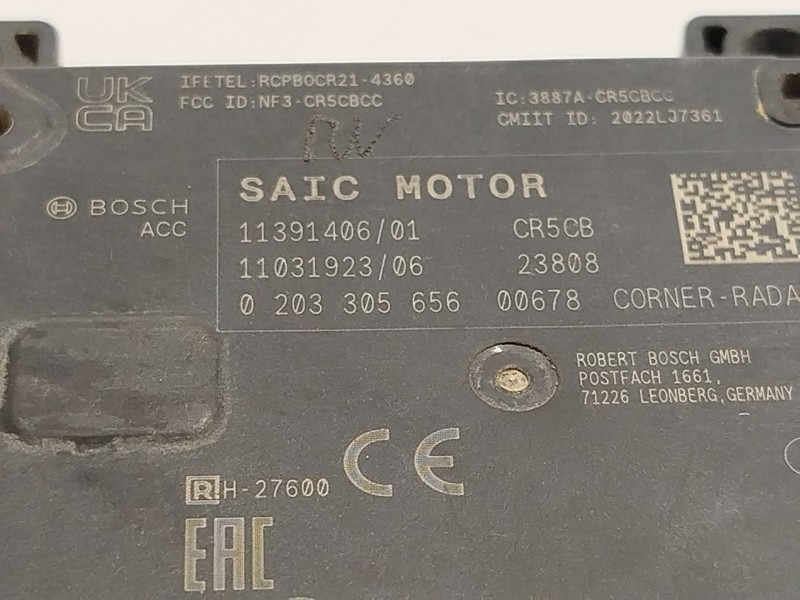 UK
CA
IFETEL:RCPBOCR21-4360
FCC ID:NF3-CR5CBCC
IC:3887A-CR5CBCC
CMIIT ID: 2022LJ7361
BOSCH
ACC
SAIC MOTOR
11391406/01 CR5CB
11031923/06 23808
0 203 305 656 00678 CORNER-RADA
ROBERT BOSCH GMBH
POSTFACH 1661,
71226 LEONBERG,GERMANY
CE
R H-27600
EAC